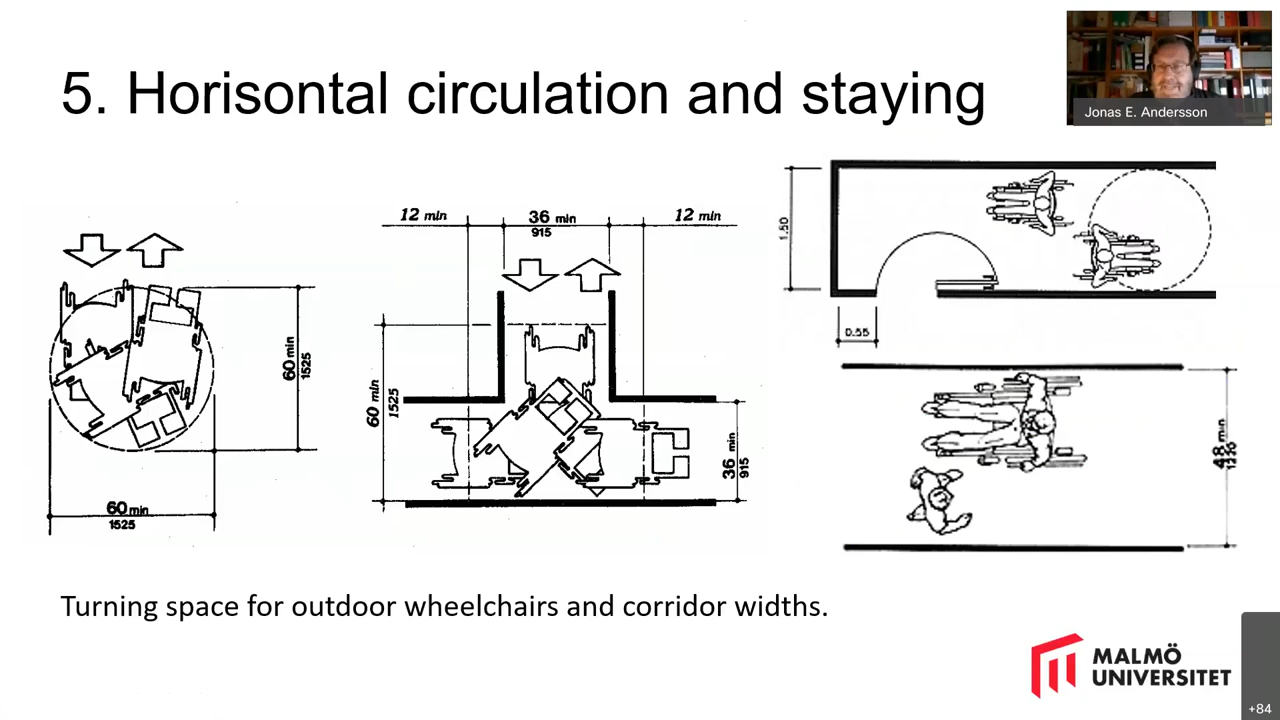 5. Horisontal circulation and staying
Jonas E. Andersson
12 min
36 min
915
12 min
60 min
1525
60 min
1525
60 min
1525
36 min
915
1.50
0.55
48 min
Turning space for outdoor wheelchairs and corridor widths.
MALMÖ
UNIVERSITET
+84